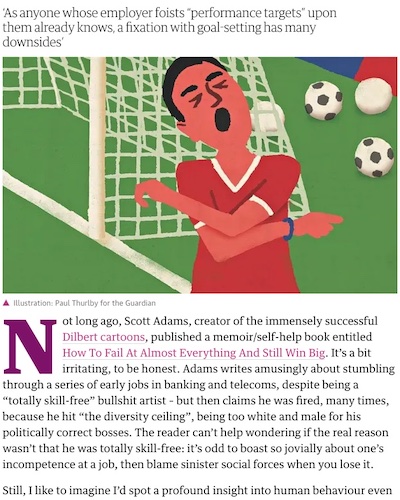 ‘As anyone whose employer foists “performance targets” upon
them already knows, a fixation with goal-setting has many
downsides’
Illustration: Paul Thurlby for the Guardian
Not long ago, Scott Adams, creator of the immensely successful
Dilbert cartoons, published a memoir/self-help book entitled
How To Fail At Almost Everything And Still Win Big. It’s a bit
irritating, to be honest. Adams writes amusingly about stumbling
through a series of early jobs in banking and telecoms, despite being a
“totally skill-free” bullshit artist – but then claims he was fired, many times,
because he hit “the diversity ceiling”, being too white and male for his
politically correct bosses. The reader can’t help wondering if the real reason
wasn’t that he was totally skill-free: it’s odd to boast so jovially about one’s
incompetence at a job, then blame sinister social forces when you lose it.
Still, I like to imagine I’d spot a profound insight into human behaviour even